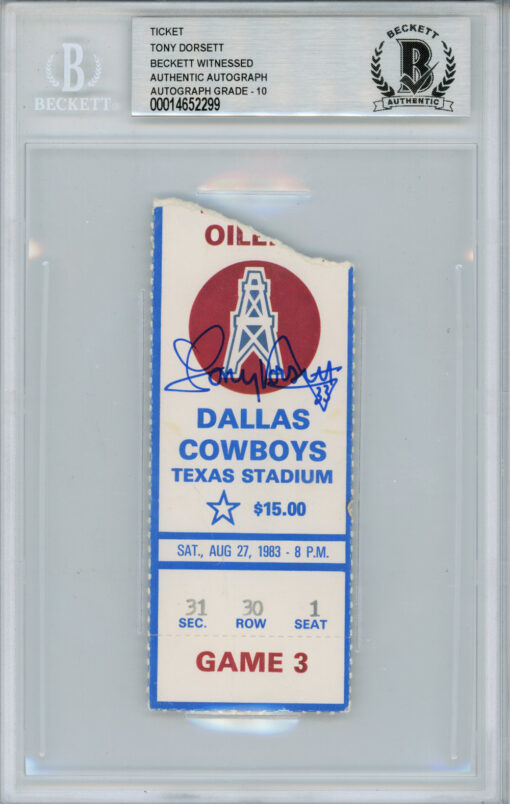 TICKET
TONY DORSETT
BECKETT WITNESSED
AUTHENTIC AUTOGRAPH
AUTOGRAPH GRADE - 10
00014652299
B
BECKETT
BECKETT
B
AUTHENTIC
OILE
Tony Dorsett
33
DALLAS
COWBOYS
TEXAS STADIUM
$15.00
SAT., AUG 27, 1983 - 8 P.M.
31 30 1
SEC. ROW SEAT
GAME 3